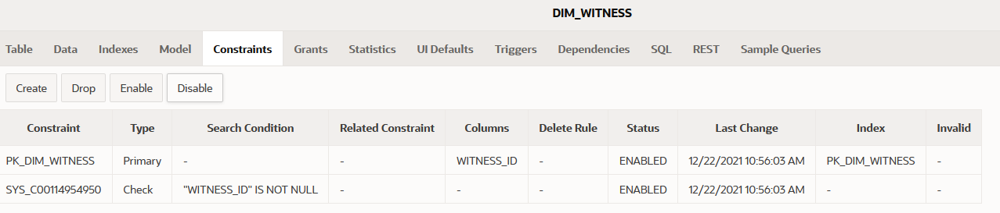 DIM_WITNESS
Table Data Indexes Model Constraints Grants Statistics UI Defaults Triggers Dependencies SQL REST Sample Queries
Create Drop Enable Disable
Constraint Type Search Condition Related Constraint Columns Delete Rule Status Last Change Index Invalid
PK_DIM_WITNESS Primary - - WITNESS_ID - ENABLED 12/22/2021 10:56:03 AM PK_DIM_WITNESS -
SYS_C00114954950 Check "WITNESS_ID" IS NOT NULL - - - ENABLED 12/22/2021 10:56:03 AM - -